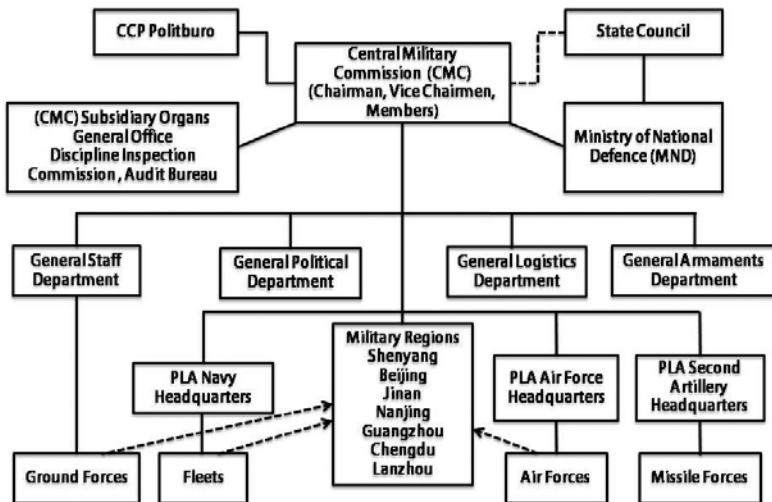 CCP Politburo
Central Military
Commission (CMC)
(Chairman, Vice Chairmen,
Members)
State Council
(CMC) Subsidiary Organs
General Office
Discipline Inspection
Commission , Audit Bureau
Ministry of National
Defence (MND)
General Staff
Department
General Political
Department
General Logistics
Department
General Armaments
Department
Military Regions
Shenyang
Beijing
Jinan
Nanjing
Guangzhou
Chengdu
Lanzhou
PLA Navy
Headquarters
PLA Air Force
Headquarters
PLA Second
Artillery
Headquarters
Ground Forces
Fleets
Air Forces
Missile Forces